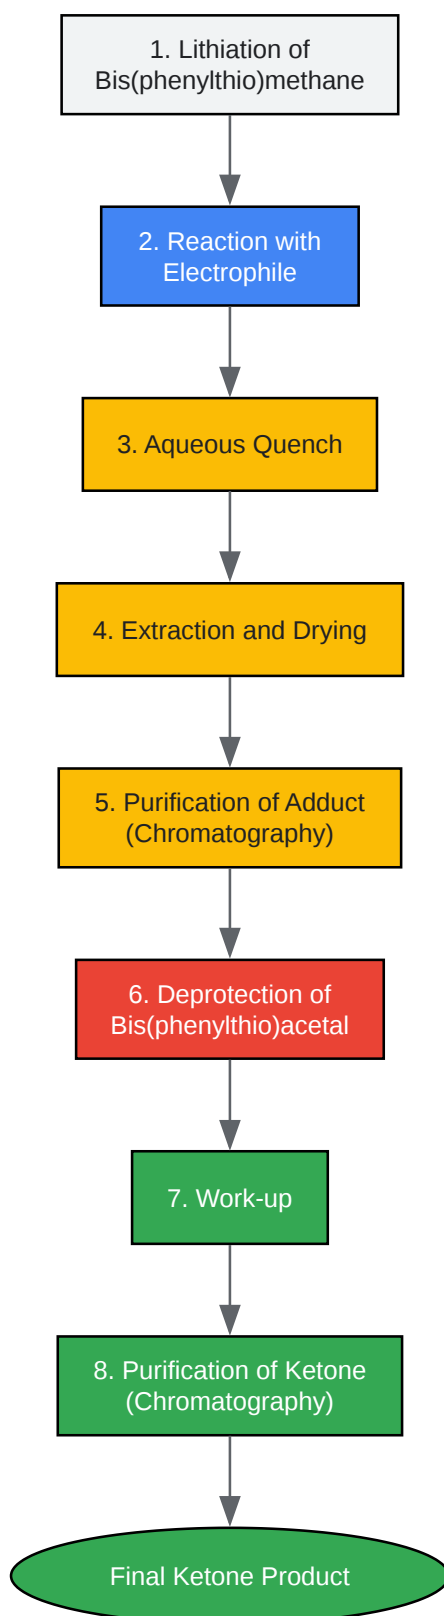 1. Lithiation of
Bis(phenylthio)methane
2. Reaction with
Electrophile
3. Aqueous Quench
4. Extraction and Drying
5. Purification of Adduct
(Chromatography)
6. Deprotection of
Bis(phenylthio)acetal
7. Work-up
8. Purification of Ketone
(Chromatography)
Final Ketone Product